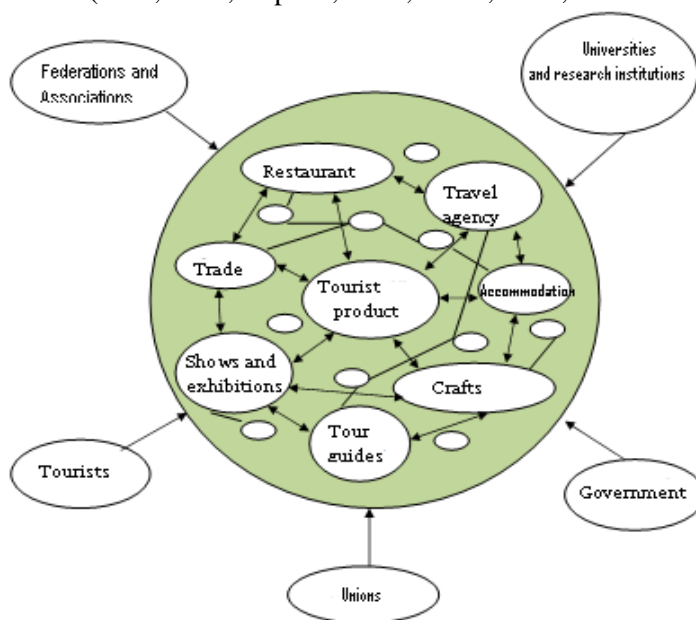 Universities
and research institutions
Federations and
Associations
Restaurant
Travel
agency
Trade
Tourist
product
Accommodation
Shows and
exhibitions
Crafts
Tour
guides
Tourists
Government
Unions